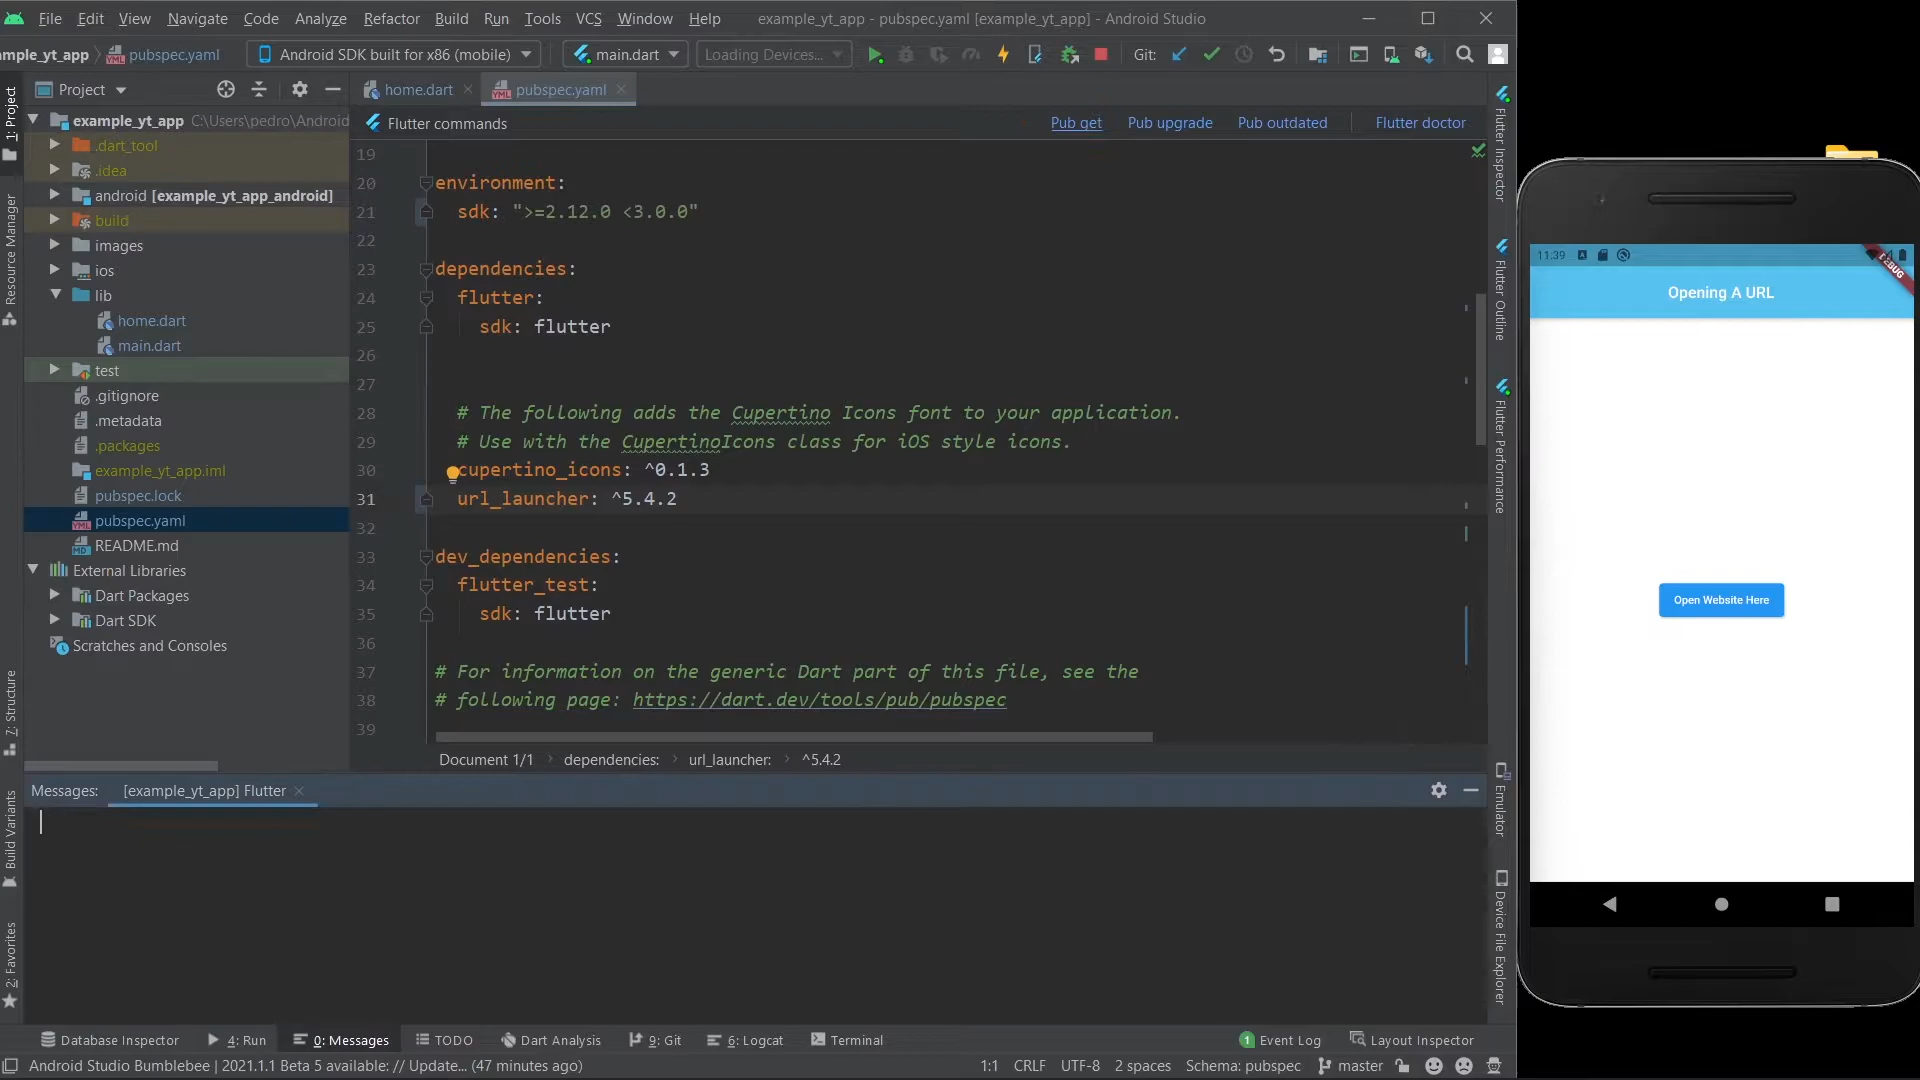 File Edit View Navigate Code Analyze Refactor Build Run Tools VCS Window Help example_yt_app - pubspec.yaml [example_yt_app] - Android Studio
mple_yt_app pubspec.yaml Android SDK built for x86 (mobile) main.dart Loading Devices... Git:
Project home.dart pubspec.yaml
Flutter commands Pub get Pub upgrade Pub outdated Flutter doctor
example_yt_app C:\Users\pedro\Android
.dart_tool
.idea
android [example_yt_app_android]
build
images
ios
lib
home.dart
main.dart
test
.gitignore
.metadata
.packages
example_yt_app.iml
pubspec.lock
pubspec.yaml
README.md
External Libraries
Dart Packages
Dart SDK
Scratches and Consoles
1: Project
Resource Manager
7: Structure
Build Variants
2: Favorites
19
20 environment:
21 sdk: ">=2.12.0 <3.0.0"
22
23 dependencies:
24 flutter:
25 sdk: flutter
26
27
28 # The following adds the Cupertino Icons font to your application.
29 # Use with the CupertinoIcons class for iOS style icons.
30 cupertino_icons: ^0.1.3
31 url_launcher: ^5.4.2
32
33 dev_dependencies:
34 flutter_test:
35 sdk: flutter
36
37 # For information on the generic Dart part of this file, see the
38 # following page: https://dart.dev/tools/pub/pubspec
39
Document 1/1 dependencies: url_launcher: ^5.4.2
Flutter Inspector
Flutter Outline
Flutter Performance
Emulator
Device File Explorer
11:39
DEBUG
Opening A URL
Open Website Here
Messages: [example_yt_app] Flutter
Database Inspector 4: Run 0: Messages TODO Dart Analysis 9: Git 6: Logcat Terminal 1 Event Log Layout Inspector
Android Studio Bumblebee | 2021.1.1 Beta 5 available: // Update... (47 minutes ago) 1:1 CRLF UTF-8 2 spaces Schema: pubspec master